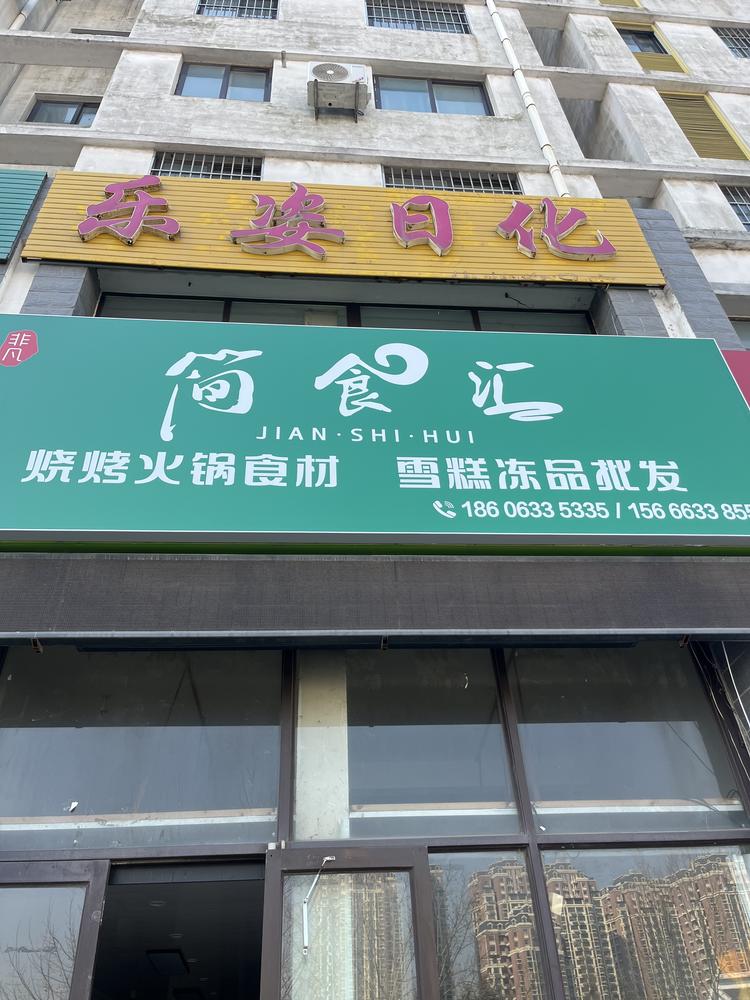 乐姿日化
非凡
简食汇
JIAN·SHI·HUI
烧烤火锅食材 雪糕冻品批发
186 0633 5335 / 156 6633 855